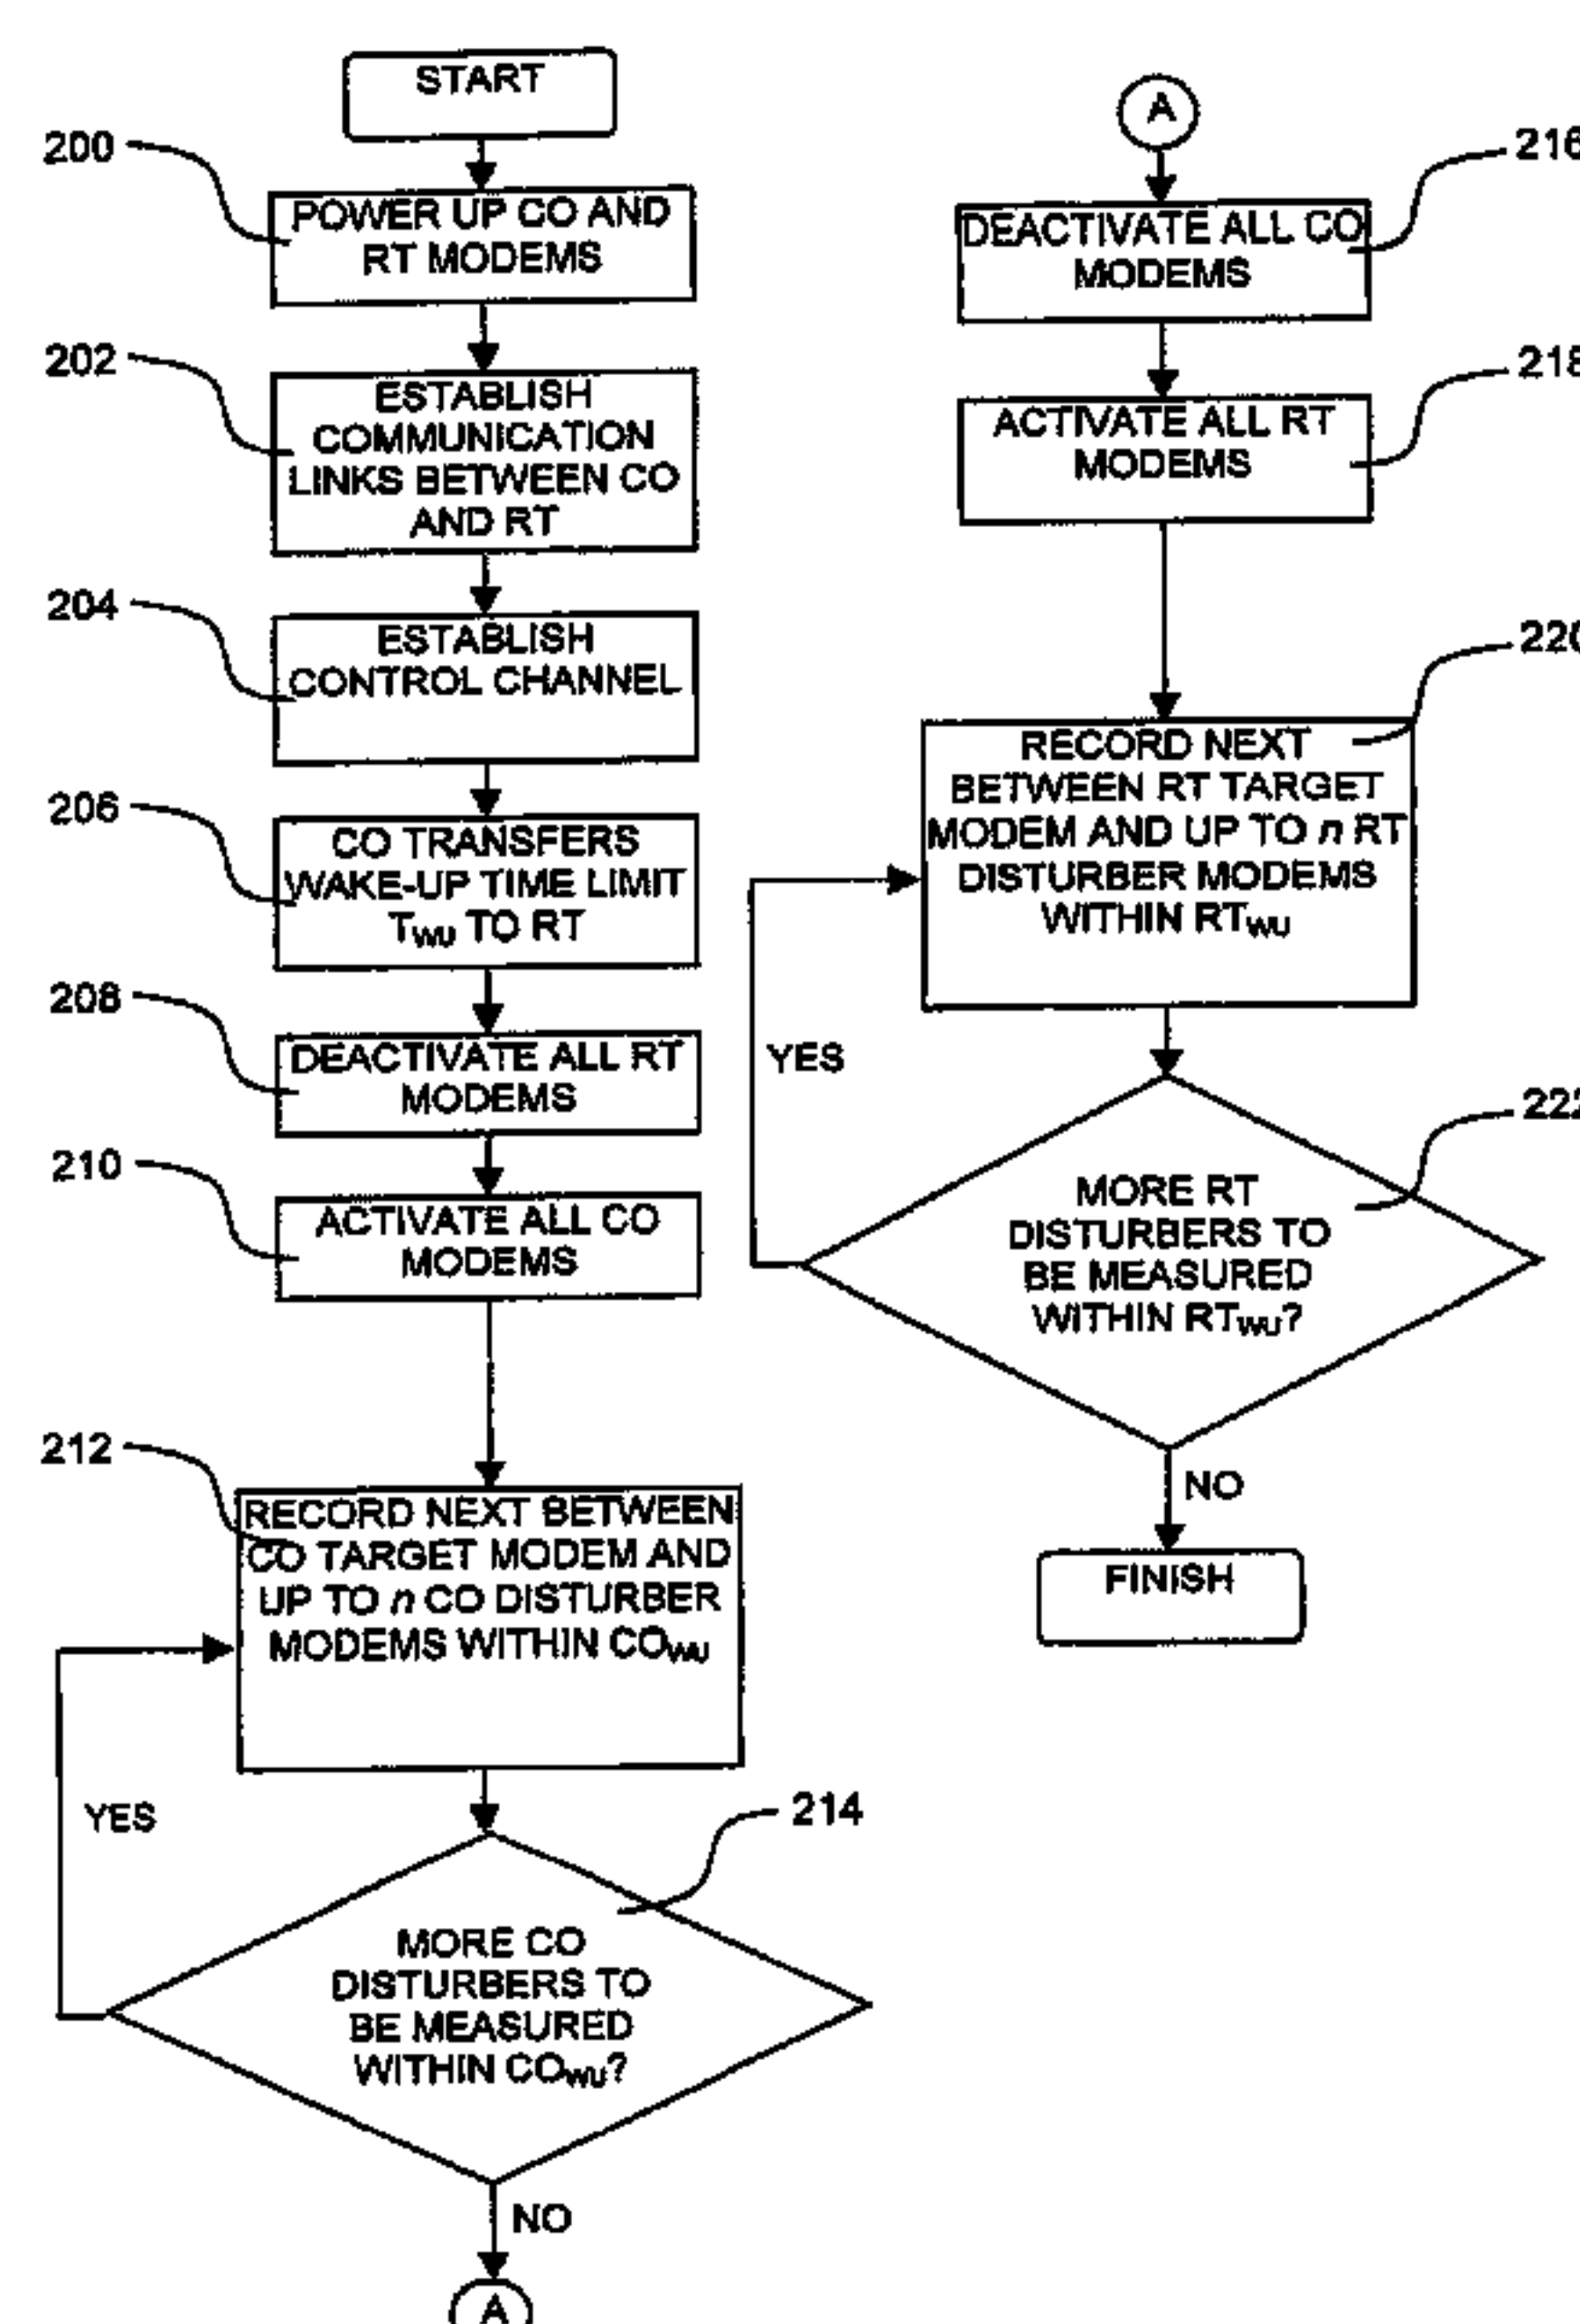 START
200
POWER UP CO AND
RT MODEMS
202
ESTABLISH
COMMUNICATION
LINKS BETWEEN CO
AND RT
204
ESTABLISH
CONTROL CHANNEL
206
CO TRANSFERS
WAKE-UP TIME LIMIT
TWU TO RT
208
DEACTIVATE ALL RT
MODEMS
210
ACTIVATE ALL CO
MODEMS
212
RECORD NEXT BETWEEN
CO TARGET MODEM AND
UP TO n CO DISTURBER
MODEMS WITHIN COWU
YES
214
MORE CO
DISTURBERS TO
BE MEASURED
WITHIN COWU?
NO
A
A
216
DEACTIVATE ALL CO
MODEMS
218
ACTIVATE ALL RT
MODEMS
220
RECORD NEXT
BETWEEN RT TARGET
MODEM AND UP TO n RT
DISTURBER MODEMS
WITHIN RTWU
YES
222
MORE RT
DISTURBERS TO
BE MEASURED
WITHIN RTWU?
NO
FINISH